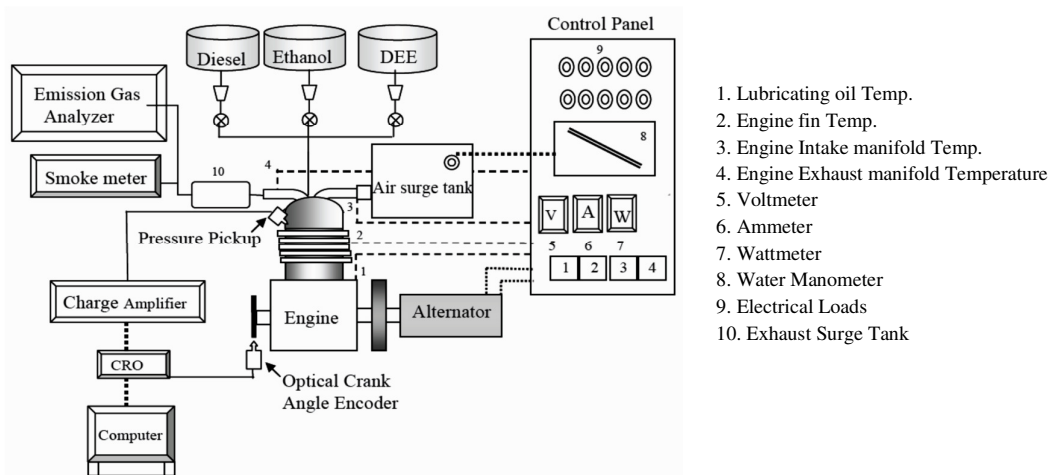 Control Panel
Diesel
Ethanol
DEE
9
Emission Gas
Analyzer
8
Smoke meter
10
4
Air surge tank
3
V
A
W
Pressure Pickup
2
5
6
7
1
1
2
3
4
Charge Amplifier
Engine
Alternator
CRO
Optical Crank
Angle Encoder
Computer
1. Lubricating oil Temp.
2. Engine fin Temp.
3. Engine Intake manifold Temp.
4. Engine Exhaust manifold Temperature
5. Voltmeter
6. Ammeter
7. Wattmeter
8. Water Manometer
9. Electrical Loads
10. Exhaust Surge Tank